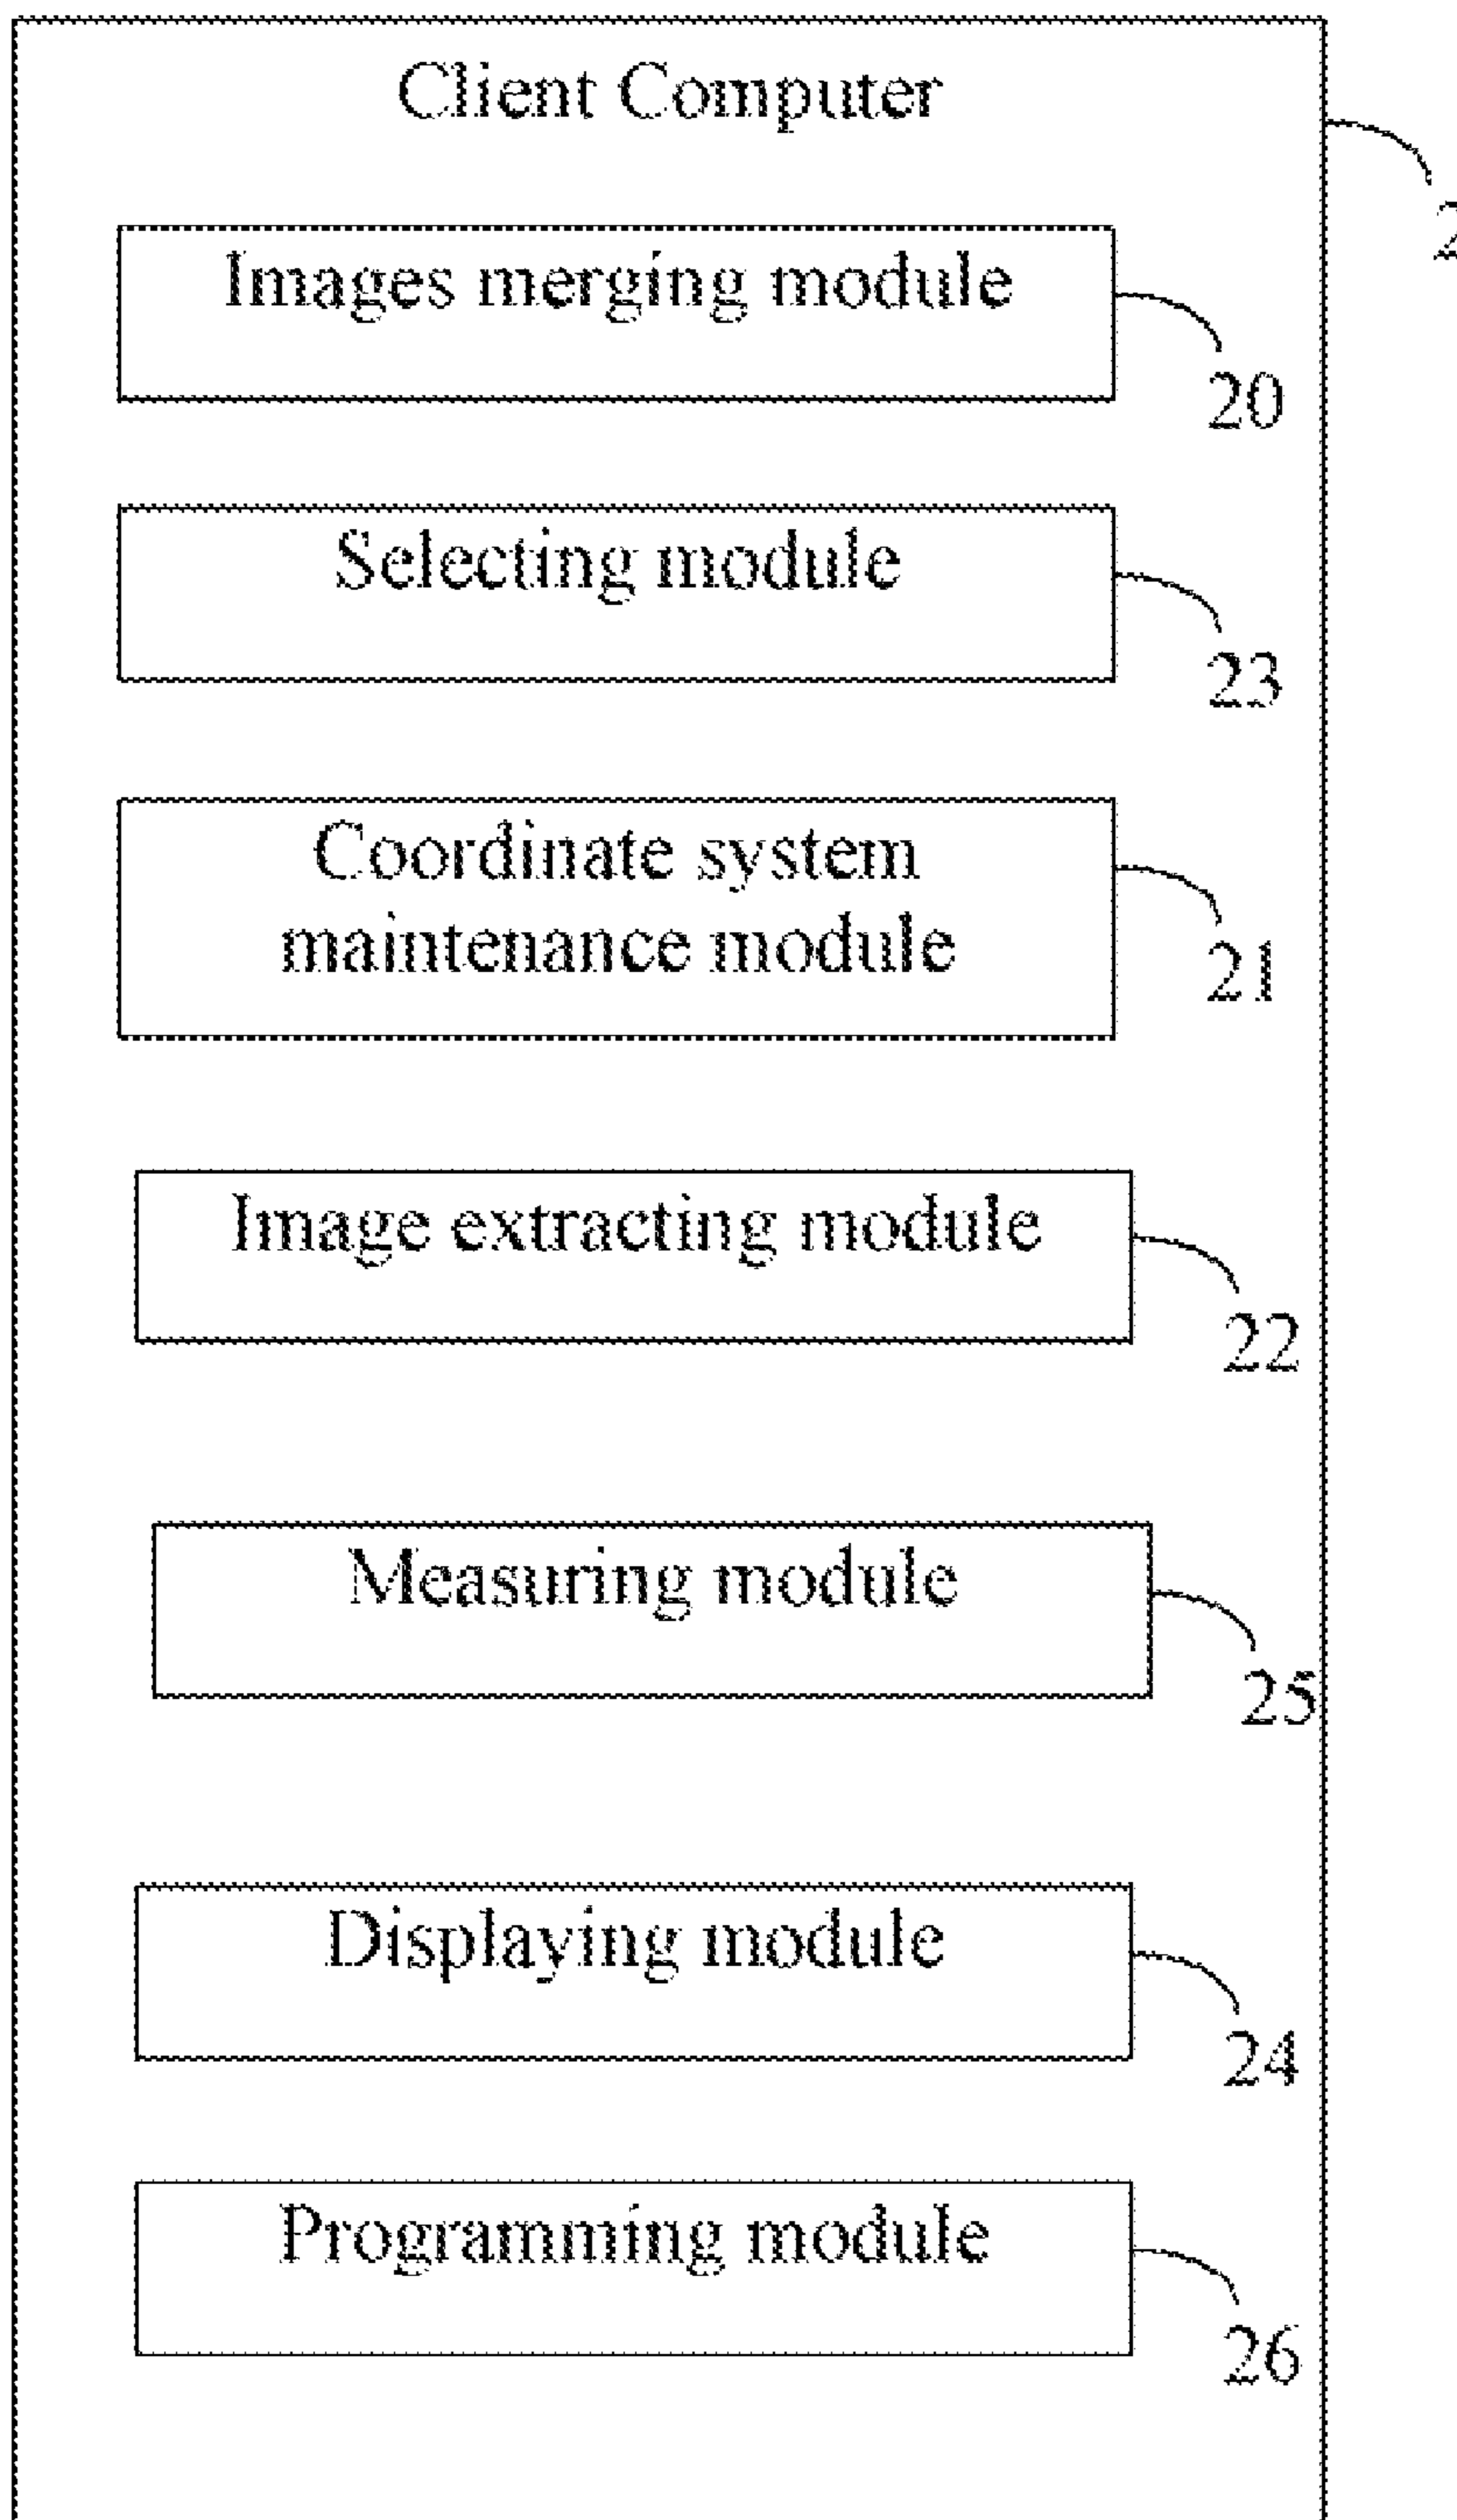 Client Computer
2
Images merging module
20
Selecting module
23
Coordinate system
maintenance module
21
Image extracting module
22
Measuring module
25
Displaying module
24
Programming module
26